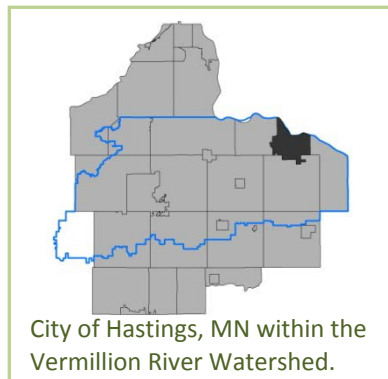 City of Hastings, MN within the
Vermillion River Watershed.